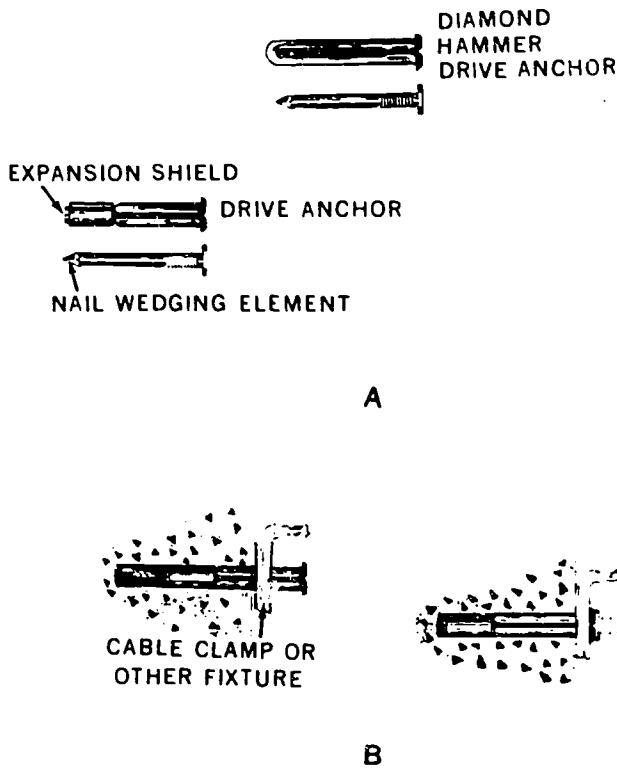 DIAMOND
HAMMER
DRIVE ANCHOR
EXPANSION SHIELD
DRIVE ANCHOR
NAIL WEDGING ELEMENT
A
CABLE CLAMP OR
OTHER FIXTURE
B